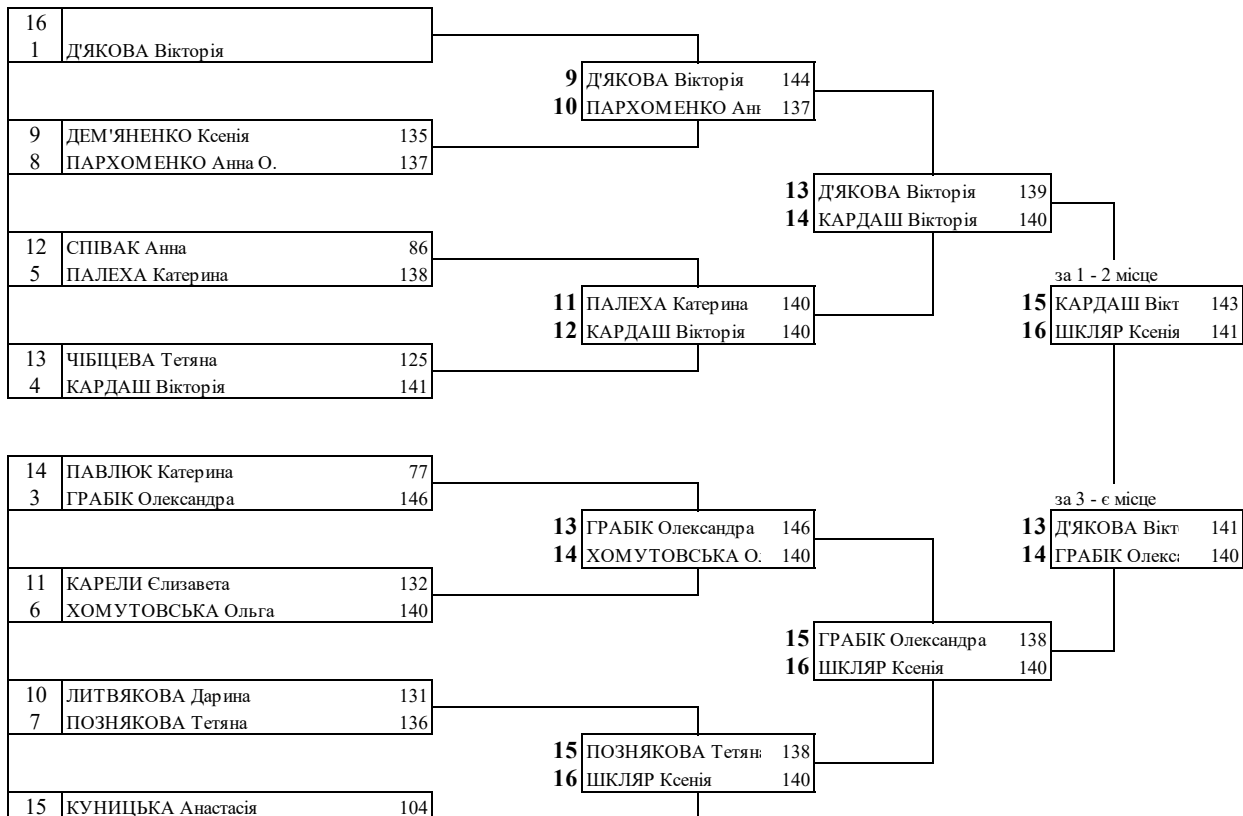 16
1 Д'ЯКОВА Вікторія
9 Д'ЯКОВА Вікторія 144
10 ПАРХОМЕНКО Анн 137
9 ДЕМ'ЯНЕНКО Ксенія 135
8 ПАРХОМЕНКО Анна О. 137
13 Д'ЯКОВА Вікторія 139
14 КАРДАШ Вікторія 140
12 СПІВАК Анна 86
5 ПАЛЕХА Катерина 138
за 1 - 2 місце
11 ПАЛЕХА Катерина 140
12 КАРДАШ Вікторія 140
15 КАРДАШ Вікт 143
16 ШКЛЯР Ксенія 141
13 ЧІБІЦЕВА Тетяна 125
4 КАРДАШ Вікторія 141
14 ПАВЛЮК Катерина 77
3 ГРАБІК Олександра 146
за 3 - є місце
13 ГРАБІК Олександра 146
14 ХОМУТОВСЬКА О. 140
13 Д'ЯКОВА Вікт 141
14 ГРАБІК Олекс 140
11 КАРЕЛИ Єлизавета 132
6 ХОМУТОВСЬКА Ольга 140
15 ГРАБІК Олександра 138
16 ШКЛЯР Ксенія 140
10 ЛИТВЯКОВА Дарина 131
7 ПОЗНЯКОВА Тетяна 136
15 ПОЗНЯКОВА Тетян 138
16 ШКЛЯР Ксенія 140
15 КУНИЦЬКА Анастасія 104